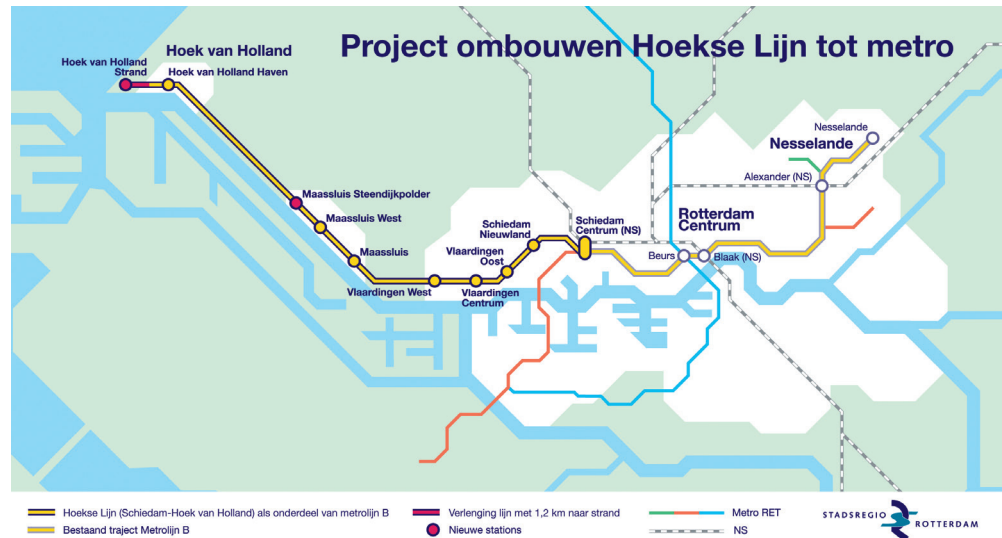 Project ombouwen Hoekse Lijn tot metro
Hoek van Holland
Hoek van Holland
Strand
Hoek van Holland Haven
Maassluis Steendijkpolder
Maassluis West
Maassluis
Vlaardingen West
Vlaardingen
Centrum
Vlaardingen
Oost
Schiedam
Nieuwland
Schiedam
Centrum (NS)
Rotterdam
Centrum
Beurs
Blaak (NS)
Alexander (NS)
Nesselande
Nesselande
Hoekse Lijn (Schiedam-Hoek van Holland) als onderdeel van metrolijn B
Bestaand traject Metrolijn B
Verlenging lijn met 1,2 km naar strand
Nieuwe stations
Metro RET
NS
STADSREGIO
ROTTERDAM